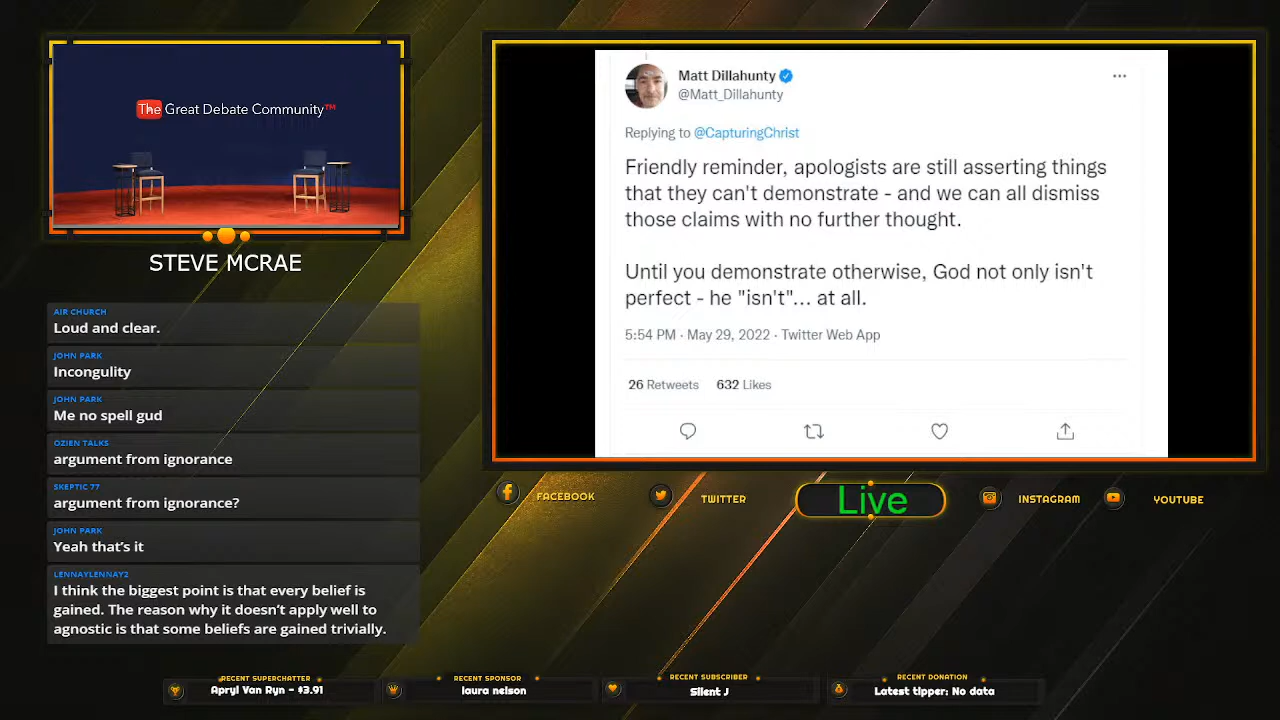 The Great Debate Community™
STEVE MCRAE
AIR CHURCH
Loud and clear.
JOHN PARK
Incongulity
JOHN PARK
Me no spell gud
OZIEN TALKS
argument from ignorance
SKEPTIC 77
argument from ignorance?
JOHN PARK
Yeah that's it
LENNAYLENNAY2
I think the biggest point is that every belief is
gained. The reason why it doesn't apply well to
agnostic is that some beliefs are gained trivially.
Matt Dillahunty
@Matt_Dillahunty
Replying to @CapturingChrist
Friendly reminder, apologists are still asserting things
that they can't demonstrate - and we can all dismiss
those claims with no further thought.
Until you demonstrate otherwise, God not only isn't
perfect - he "isn't"... at all.
5:54 PM · May 29, 2022 · Twitter Web App
26 Retweets 632 Likes
FACEBOOK
TWITTER
Live
INSTAGRAM
YOUTUBE
RECENT SUPERCHATTER
Apryl Van Ryn - $3.91
RECENT SPONSOR
laura nelson
RECENT SUBSCRIBER
Silent J
RECENT DONATION
Latest tipper: No data